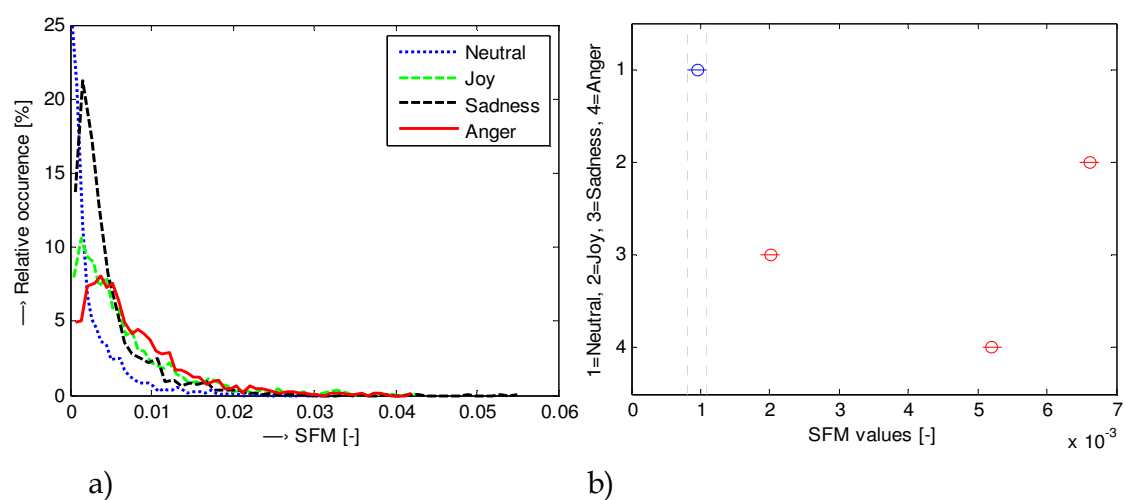 25
20
15
10
5
0
0
0.01
0.02
0.03
0.04
0.05
0.06
—> Relative occurence [%]
—> SFM [-]
Neutral
Joy
Sadness
Anger
a)
1=Neutral, 2=Joy, 3=Sadness, 4=Anger
1
2
3
4
0
1
2
3
4
5
6
7
SFM values [-]
x 10⁻³
b)